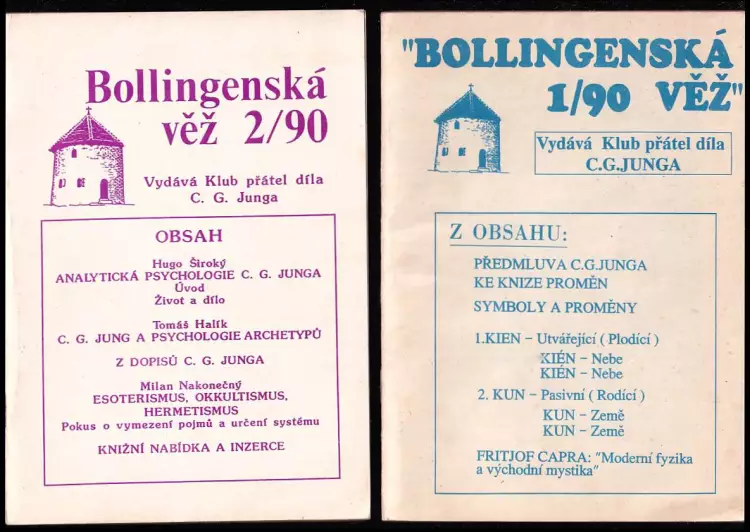 Bollingenská
věž 2/90
Vydává Klub přátel díla
C. G. Junga
OBSAH
Hugo Široký
ANALYTICKÁ PSYCHOLOGIE C. G. JUNGA
Úvod
Život a dílo
Tomáš Halík
C. G. JUNG A PSYCHOLOGIE ARCHETYPŮ
Z DOPISŮ C. G. JUNGA
Milan Nakonečný
ESOTERISMUS, OKKULTISMUS,
HERMETISMUS
Pokus o vymezení pojmů a určení systému
KNIŽNÍ NABÍDKA A INZERCE
"BOLLINGENSKÁ
1/90 VĚŽ"
Vydává Klub přátel díla
C.G.JUNGA
Z OBSAHU:
PŘEDMLUVA C.G.JUNGA
KE KNIZE PROMĚN
SYMBOLY A PROMĚNY
1.KIEN – Utvářející ( Plodící )
KIÉN – Nebe
KIÉN – Nebe
2. KUN – Pasivní ( Rodící )
KUN – Země
KUN – Země
FRITJOF CAPRA: "Moderní fyzika
a východní mystika"